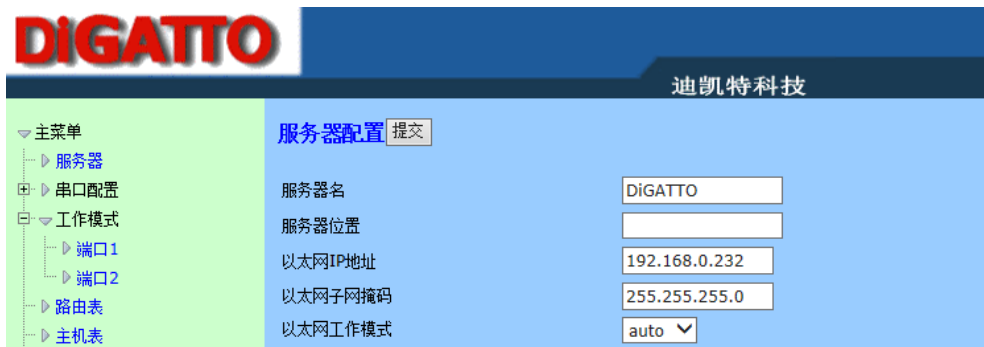 DiGATTO
迪凯特科技
主菜单
服务器
串口配置
工作模式
端口1
端口2
路由表
主机表
服务器配置 提交
服务器名 DiGATTO
服务器位置
以太网IP地址 192.168.0.232
以太网子网掩码 255.255.255.0
以太网工作模式 auto